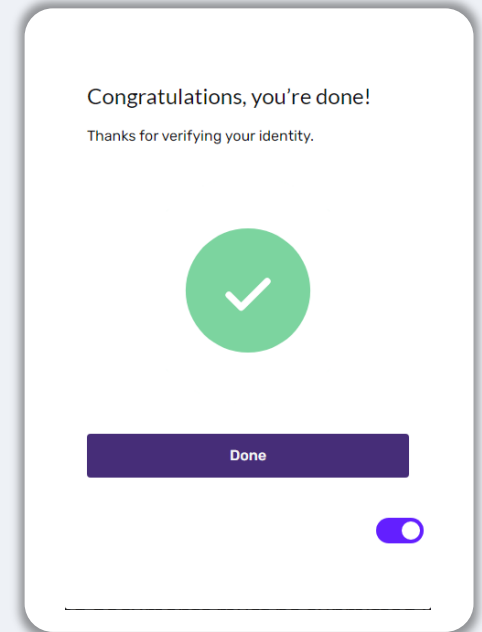 Congratulations, you’re done!
Thanks for verifying your identity.
Done